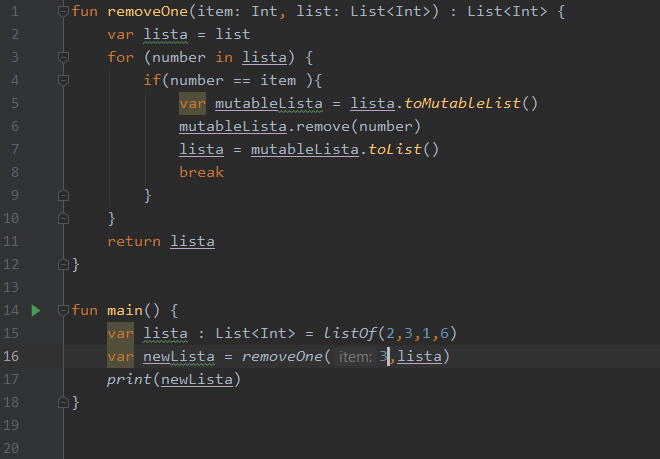 1 fun removeOne(item: Int, list: List<Int>) : List<Int> {
2 var lista = list
3 for (number in lista) {
4 if(number == item ){
5 var mutableLista = lista.toMutableList()
6 mutableLista.remove(number)
7 lista = mutableLista.toList()
8 break
9 }
10 }
11 return lista
12 }
13
14 fun main() {
15 var lista : List<Int> = listOf(2,3,1,6)
16 var newLista = removeOne( item: 3,lista)
17 print(newLista)
18 }
19
20